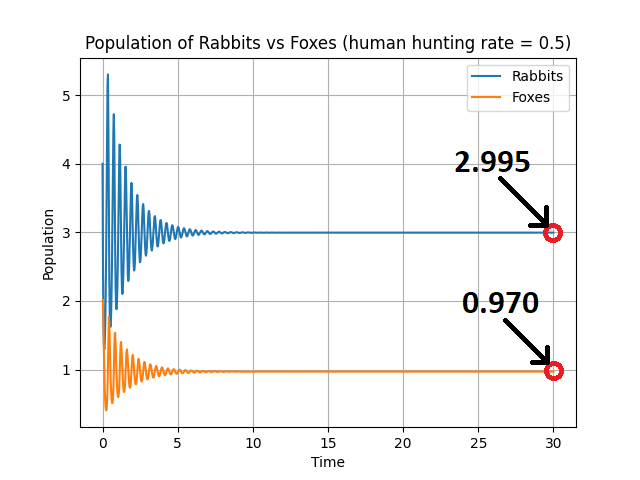 Population of Rabbits vs Foxes (human hunting rate = 0.5)
Rabbits
Foxes
5
4
3
2
1
Population
2.995
0.970
0 5 10 15 20 25 30
Time